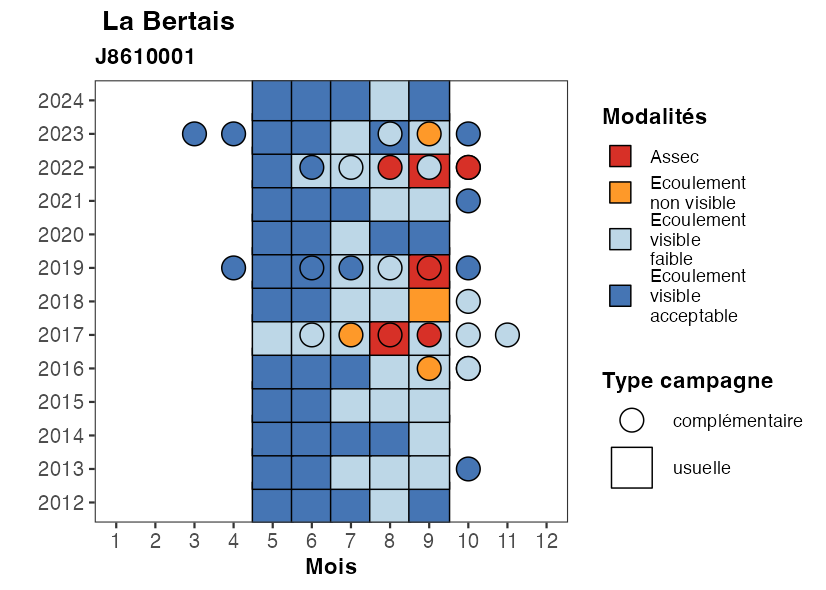 La Bertais
J8610001
2024
2023
2022
2021
2020
2019
2018
2017
2016
2015
2014
2013
2012
1 2 3 4 5 6 7 8 9 10 11 12
Mois
Modalités
Assec
Ecoulement
non visible
Ecoulement
visible
faible
Ecoulement
visible
acceptable
Type campagne
complémentaire
usuelle